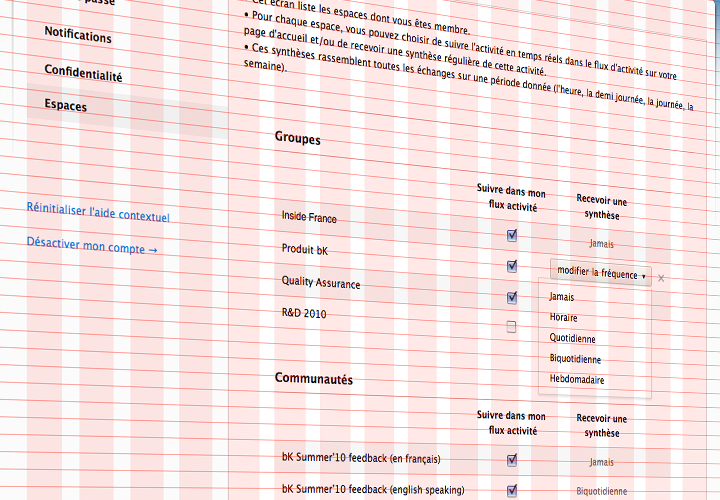 passe
Notifications
Confidentialité
Espaces
Réinitialiser l'aide contextuel
Désactiver mon compte →
• Cet écran liste les espaces dont vous êtes membre.
• Pour chaque espace, vous pouvez choisir de suivre l'activité en temps réels dans le flux d'activité sur votre
page d'accueil et/ou de recevoir une synthèse régulière de cette activité.
• Ces synthèses rassemblent toutes les échanges sur une période donnée (l'heure, la demi journée, la journée, la
semaine).
Groupes
Suivre dans mon
flux activité
Recevoir une
synthèse
Inside France
Jamais
Produit bK
modifier la fréquence ▾ ×
Quality Assurance
R&D 2010
Jamais
Horaire
Quotidienne
Biquotidienne
Hebdomadaire
Communautés
Suivre dans mon
flux activité
Recevoir une
synthèse
bK Summer'10 feedback (en français)
Jamais
bK Summer'10 feedback (english speaking)
Biquotidienne